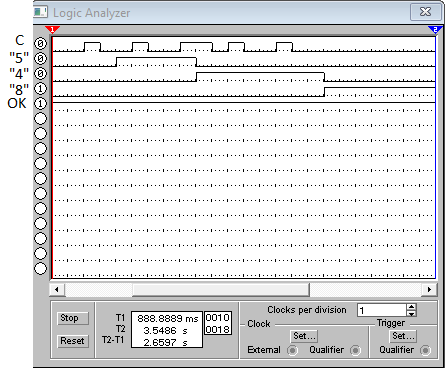 Logic Analyzer
1 2
C 0
"5" 0
"4" 0
"8" 1
OK 1
Stop
Reset
T1 888.8889 ms 0010
T2 3.5486 s 0018
T2-T1 2.6597 s
Clocks per division 1
Clock
Trigger
Set...
Set...
External Qualifier
Qualifier